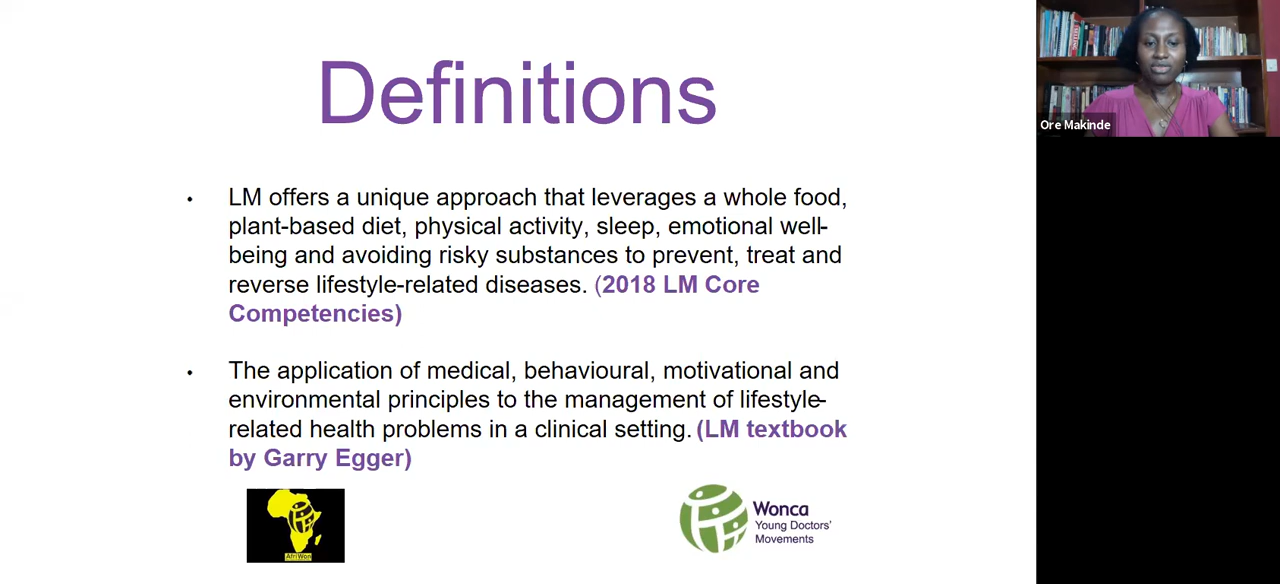 Definitions
• LM offers a unique approach that leverages a whole food,
plant-based diet, physical activity, sleep, emotional well-
being and avoiding risky substances to prevent, treat and
reverse lifestyle-related diseases. (2018 LM Core
Competencies)
• The application of medical, behavioural, motivational and
environmental principles to the management of lifestyle-
related health problems in a clinical setting. (LM textbook
by Garry Egger)
AfriWon
Wonca
Young Doctors'
Movements
Ore Makinde